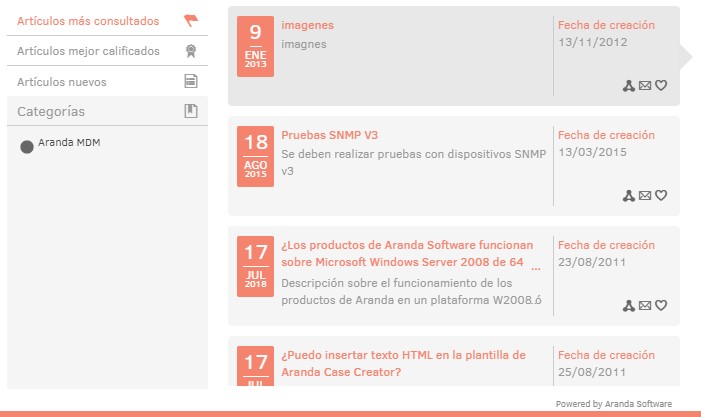 Artículos más consultados
Artículos mejor calificados
Artículos nuevos
Categorías
Aranda MDM
9
ENE
2013
imagenes
imagnes
Fecha de creación
13/11/2012
18
AGO
2015
Pruebas SNMP V3
Se deben realizar pruebas con dispositivos SNMP
v3
Fecha de creación
13/03/2015
17
JUL
2018
¿Los productos de Aranda Software funcionan
sobre Microsoft Windows Server 2008 de 64 ...
Descripción sobre el funcionamiento de los
productos de Aranda en un plataforma W2008 ó
Fecha de creación
23/08/2011
17
JUL
¿Puedo insertar texto HTML en la plantilla de
Aranda Case Creator?
Fecha de creación
25/08/2011
Powered by Aranda Software